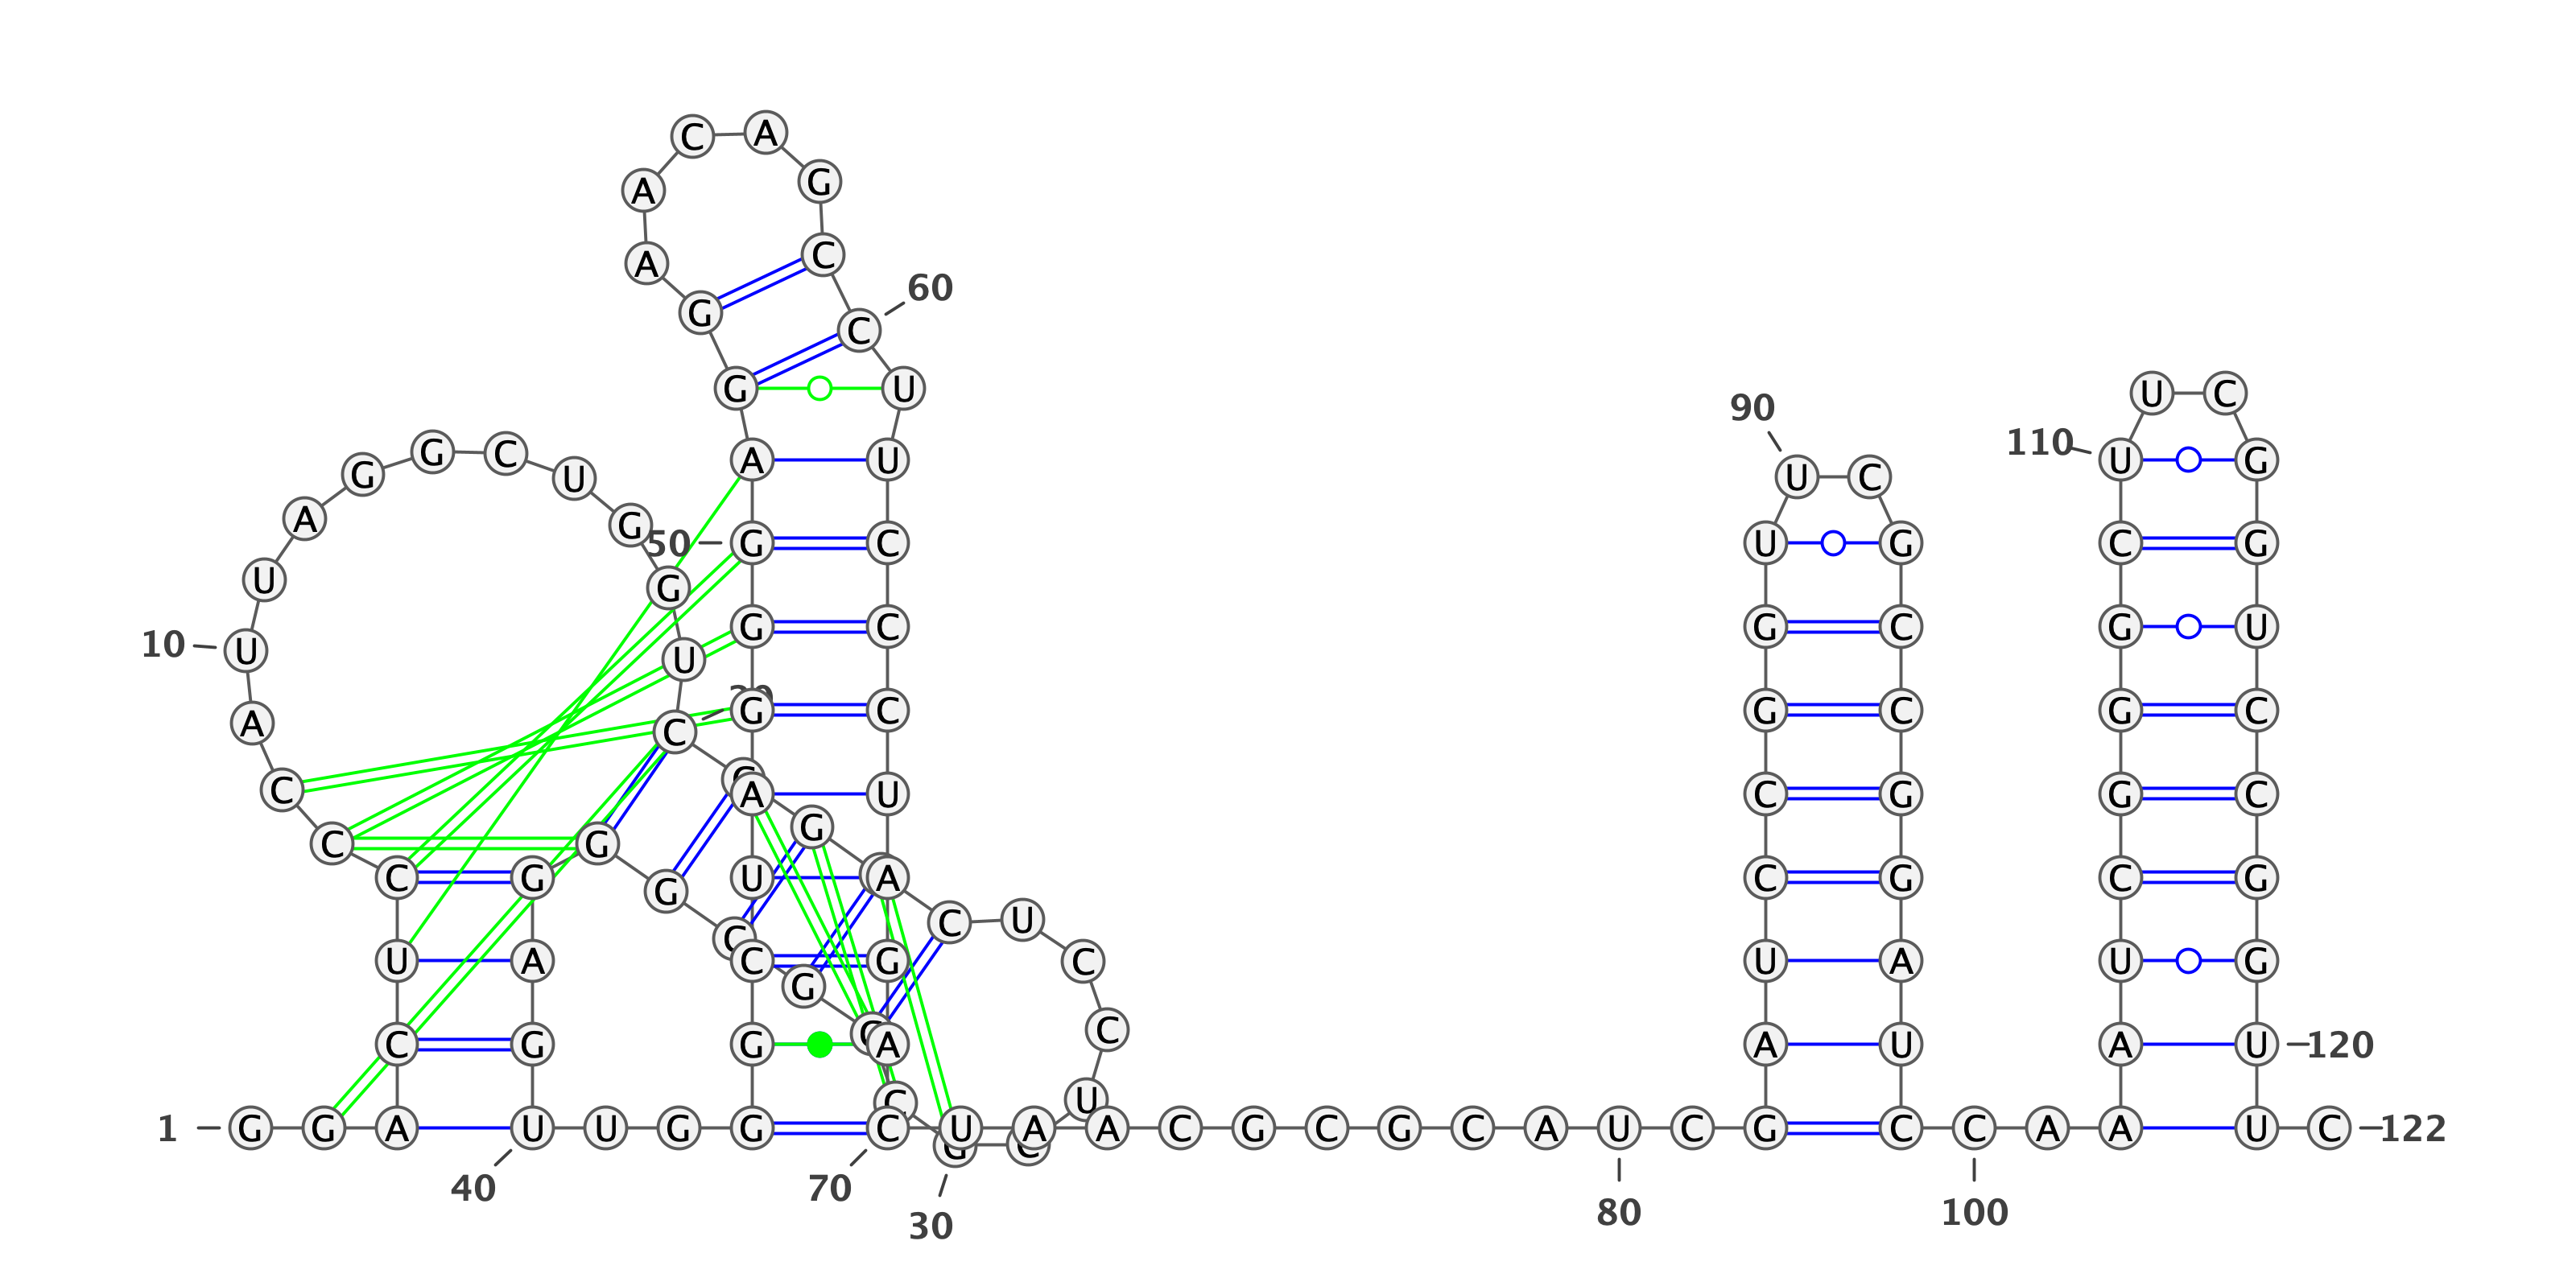 C A
A G
A C
60
G
C
G U U C
90
G C U A U 110 U G
G U C
A G 50 G C U G C G
U G
G C G C G U
10 U U
20
A C G C G C G C
C A U C G G C
G
C G
C G U A C G C G
G
C U
U A C G C U A U G
G
C
C G G A A U A U 120
U
1 G G A U U G G C U A A C G C G C A U C G C C A A U C 122
40 70 30 80 100